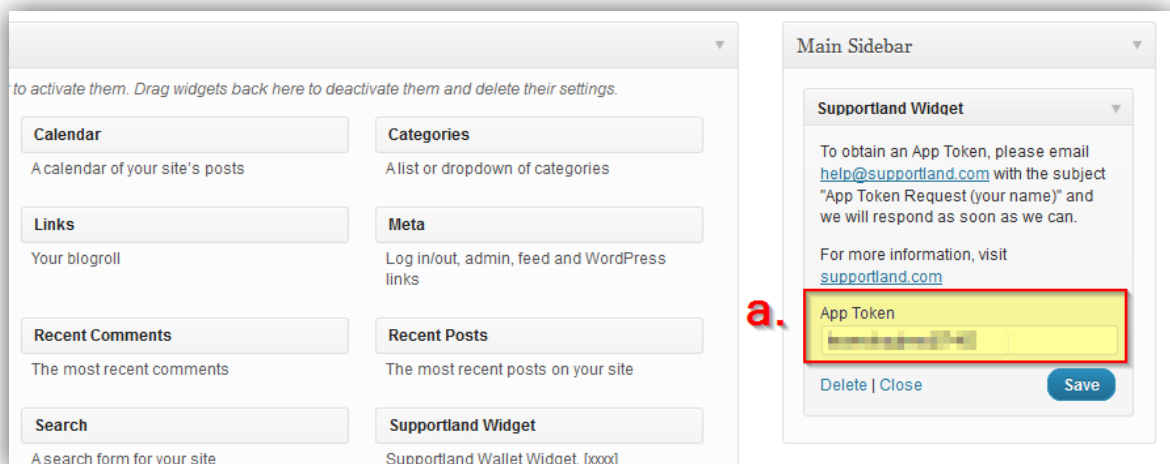 to activate them. Drag widgets back here to deactivate them and delete their settings.
Calendar
A calendar of your site's posts
Categories
A list or dropdown of categories
Links
Your blogroll
Meta
Log in/out, admin, feed and WordPress
links
Recent Comments
The most recent comments
Recent Posts
The most recent posts on your site
Search
A search form for your site
Supportland Widget
Supportland Wallet Widget. [xxxx]
Main Sidebar
Supportland Widget
To obtain an App Token, please email
help@supportland.com with the subject
"App Token Request (your name)" and
we will respond as soon as we can.
For more information, visit
supportland.com
a.
App Token
Delete | Close
Save